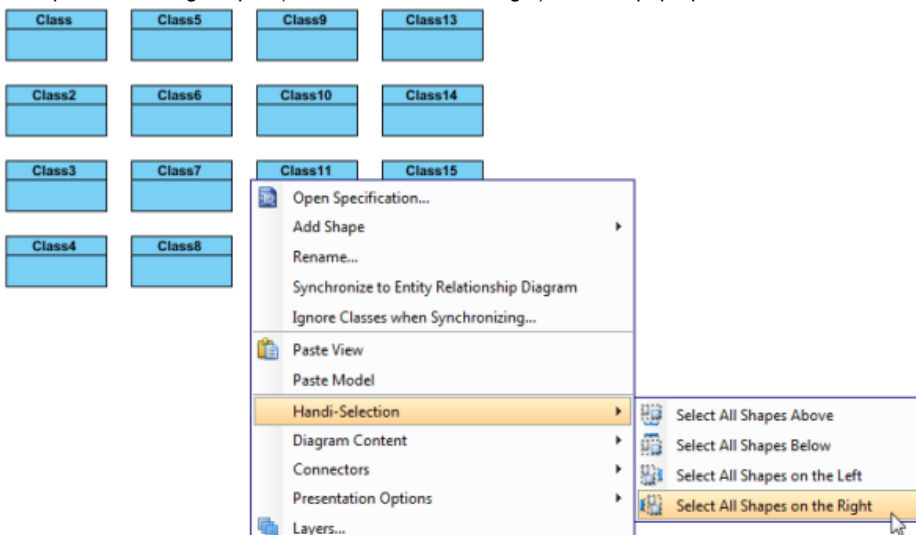 Class Class5 Class9 Class13
Class2 Class6 Class10 Class14
Class3 Class7 Class11 Class15
Class4 Class8
Open Specification...
Add Shape
Rename...
Synchronize to Entity Relationship Diagram
Ignore Classes when Synchronizing...
Paste View
Paste Model
Handi-Selection
Diagram Content
Connectors
Presentation Options
Layers...
Select All Shapes Above
Select All Shapes Below
Select All Shapes on the Left
Select All Shapes on the Right